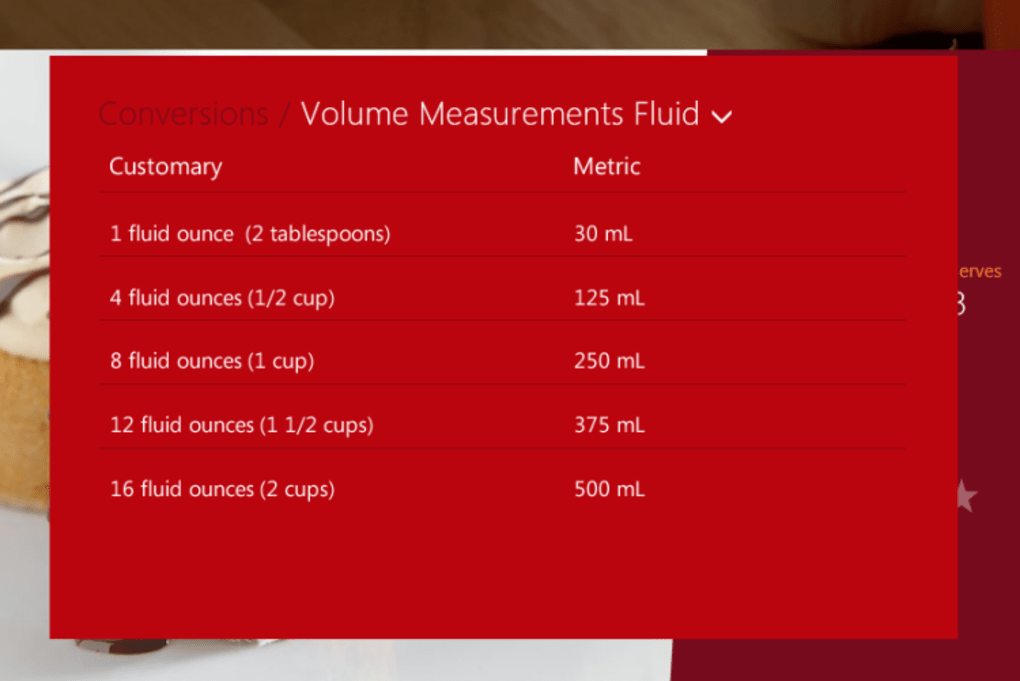 Conversions / Volume Measurements Fluid
Customary Metric
1 fluid ounce (2 tablespoons) 30 mL
4 fluid ounces (1/2 cup) 125 mL
8 fluid ounces (1 cup) 250 mL
12 fluid ounces (1 1/2 cups) 375 mL
16 fluid ounces (2 cups) 500 mL
erves